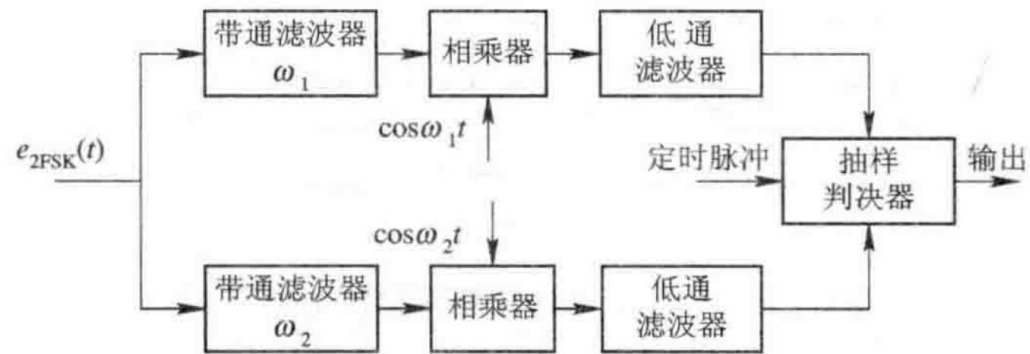 带通滤波器
ω₁
相乘器
低通
滤波器
cosω₁t
e₂FSK(t)
定时脉冲
抽样
判决器
输出
cosω₂t
带通滤波器
ω₂
相乘器
低通
滤波器